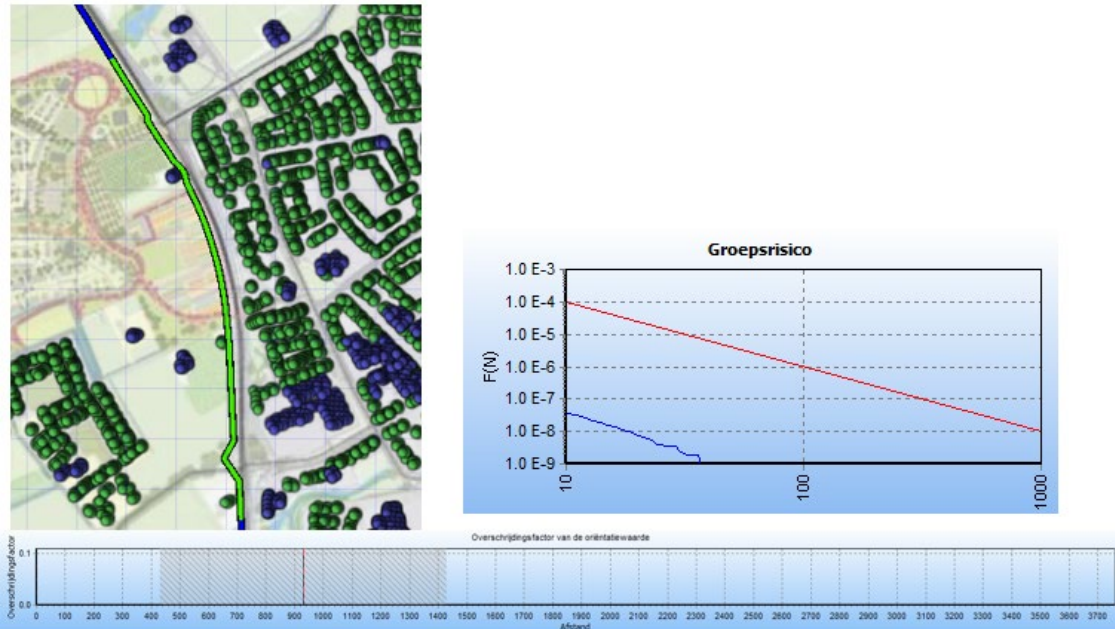 Groepsrisico
1.0 E-3
1.0 E-4
1.0 E-5
1.0 E-6
1.0 E-7
1.0 E-8
1.0 E-9
F(N)
10 100 1000
Overschrijdingsfactor van de oriëntatiewaarde
Overschrijdingsfactor
0.1
0.0
0 100 200 300 400 500 600 700 800 900 1000 1100 1200 1300 1400 1500 1600 1700 1800 1900 2000 2100 2200 2300 2400 2500 2600 2700 2800 2900 3000 3100 3200 3300 3400 3500 3600 3700
Afstand